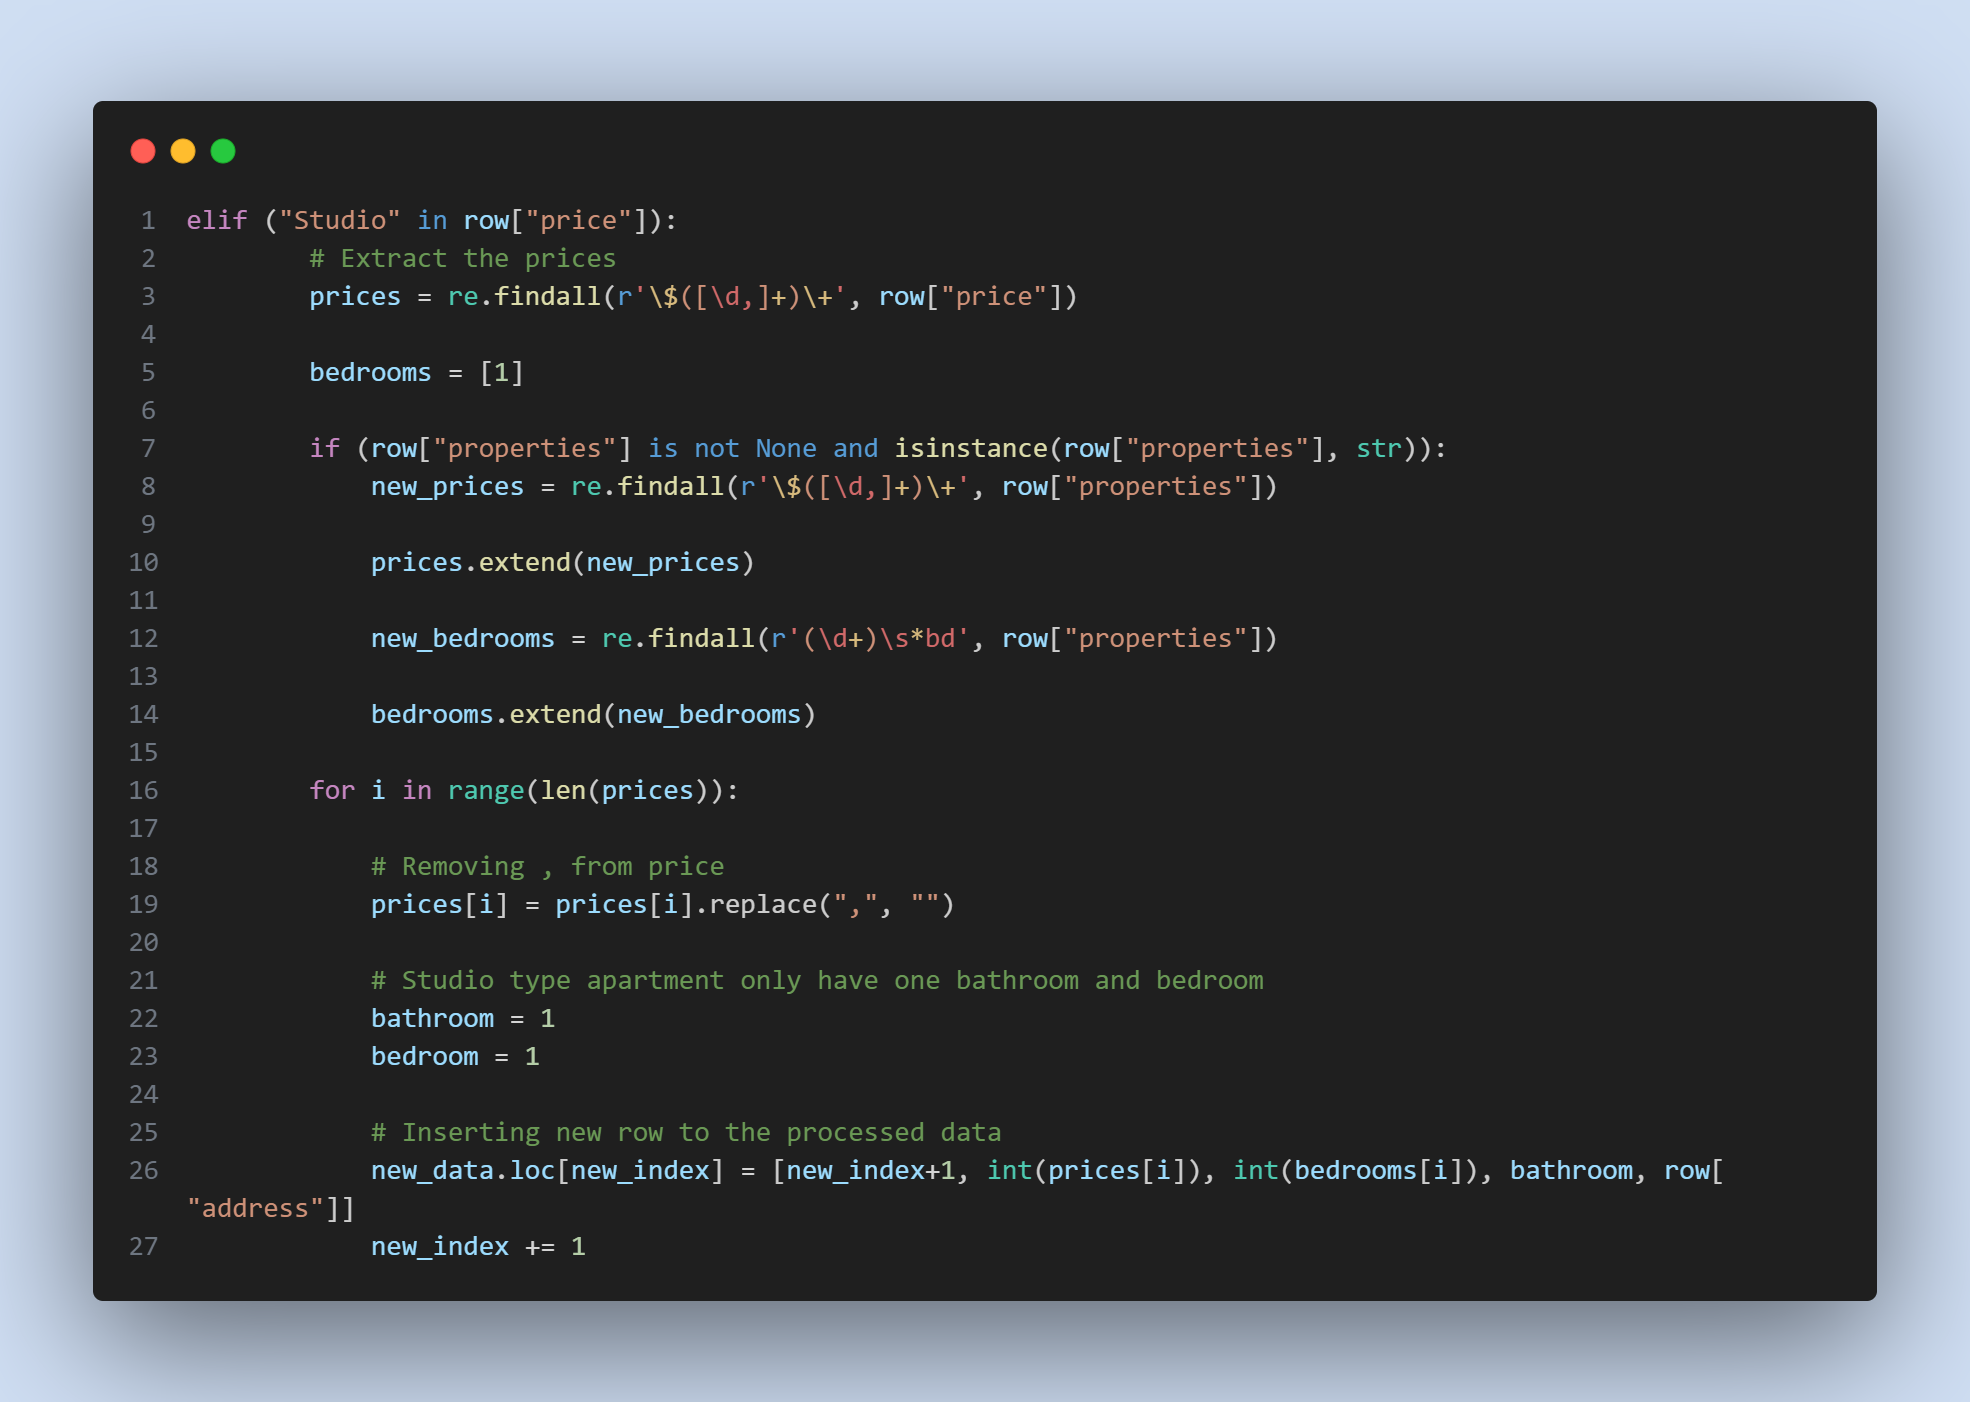 1 elif ("Studio" in row["price"]):
2         # Extract the prices
3         prices = re.findall(r'\$([\d,]+)\+', row["price"])
4
5         bedrooms = [1]
6
7         if (row["properties"] is not None and isinstance(row["properties"], str)):
8             new_prices = re.findall(r'\$([\d,]+)\+', row["properties"])
9
10             prices.extend(new_prices)
11
12             new_bedrooms = re.findall(r'(\d+)\s*bd', row["properties"])
13
14             bedrooms.extend(new_bedrooms)
15
16         for i in range(len(prices)):
17
18             # Removing , from price
19             prices[i] = prices[i].replace(",", "")
20
21             # Studio type apartment only have one bathroom and bedroom
22             bathroom = 1
23             bedroom = 1
24
25             # Inserting new row to the processed data
26             new_data.loc[new_index] = [new_index+1, int(prices[i]), int(bedrooms[i]), bathroom, row[
"address"]]
27             new_index += 1